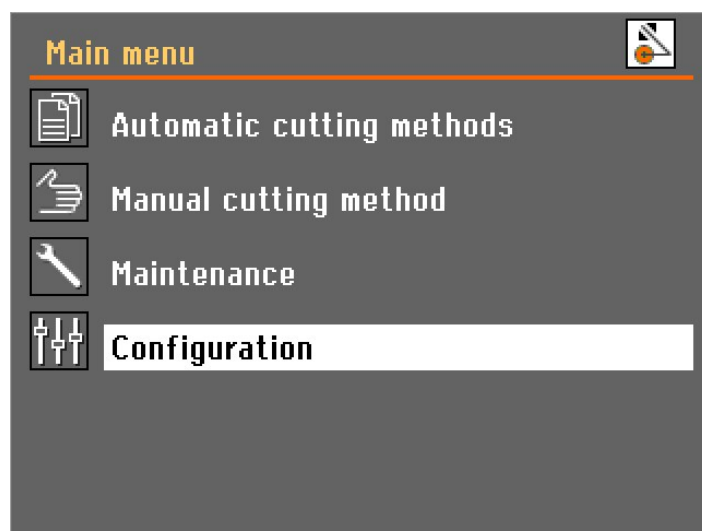 Main menu
Automatic cutting methods
Manual cutting method
Maintenance
Configuration